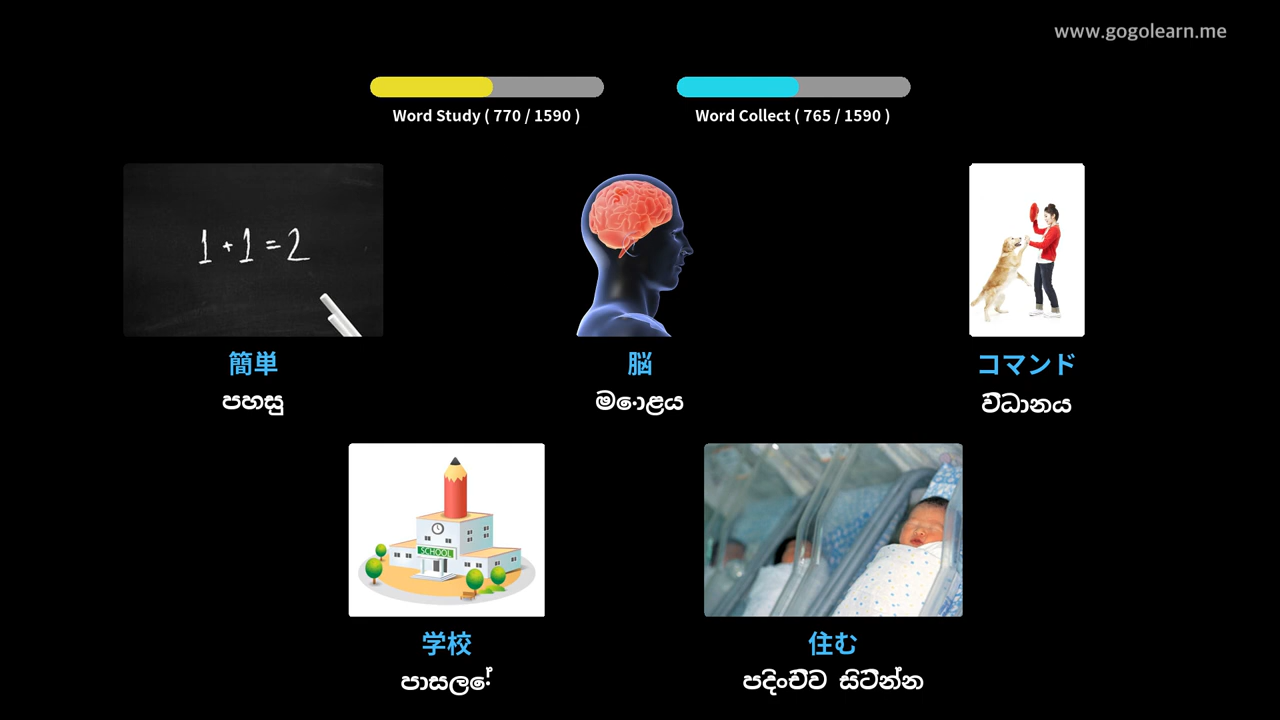 www.gogolearn.me
Word Study ( 770 / 1590 )
Word Collect ( 765 / 1590 )
1 + 1 = 2
簡単
පහසු
脳
මොළය
コマンド
විධානය
SCHOOL
学校
පාසලේ
住む
පදිංචිව සිටින්න